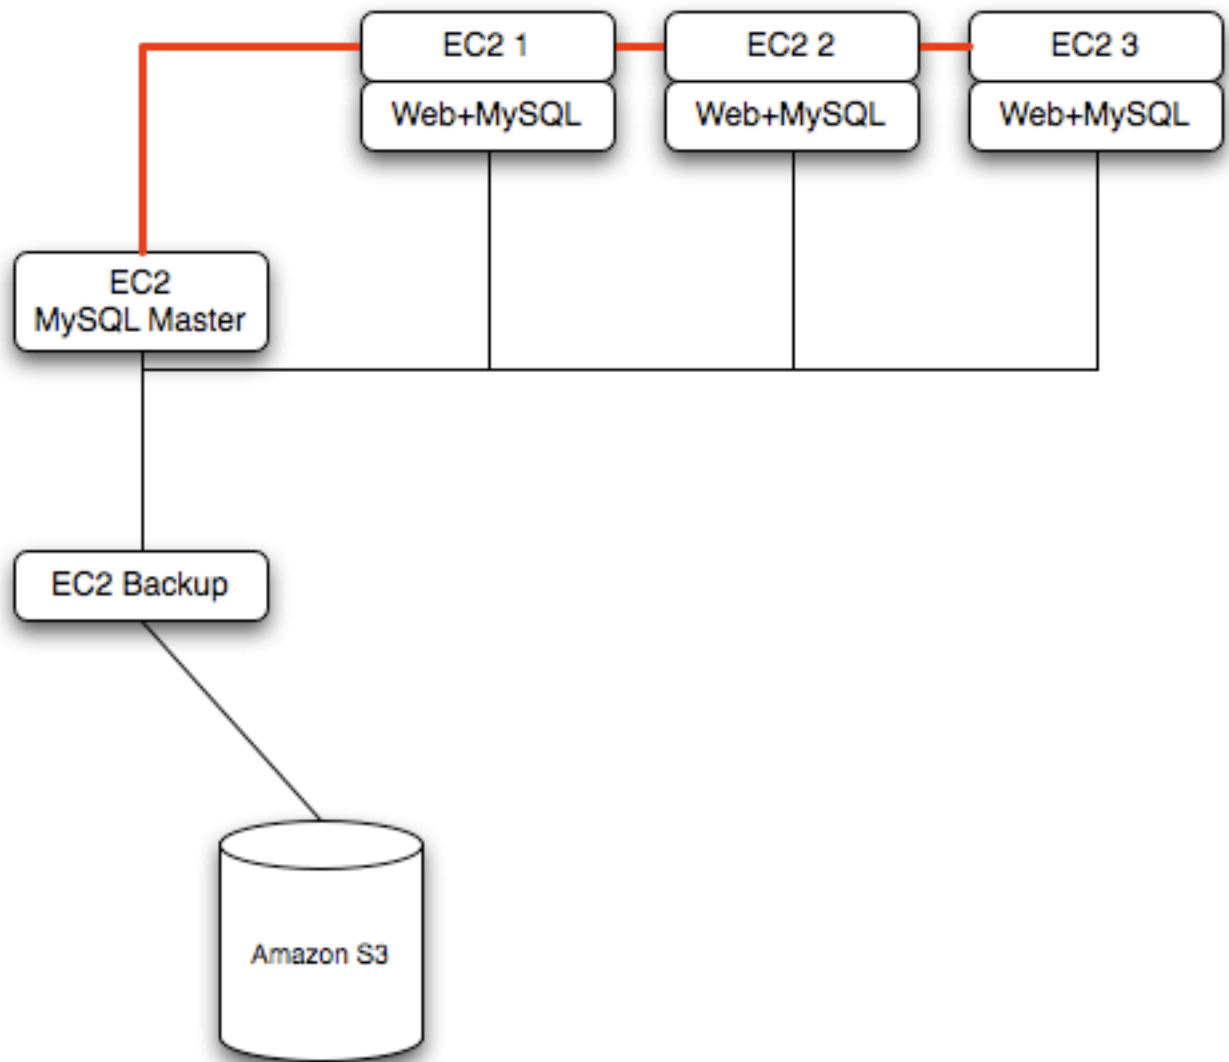 EC2 1
EC2 2
EC2 3
Web+MySQL
Web+MySQL
Web+MySQL
EC2
MySQL Master
EC2 Backup
Amazon S3